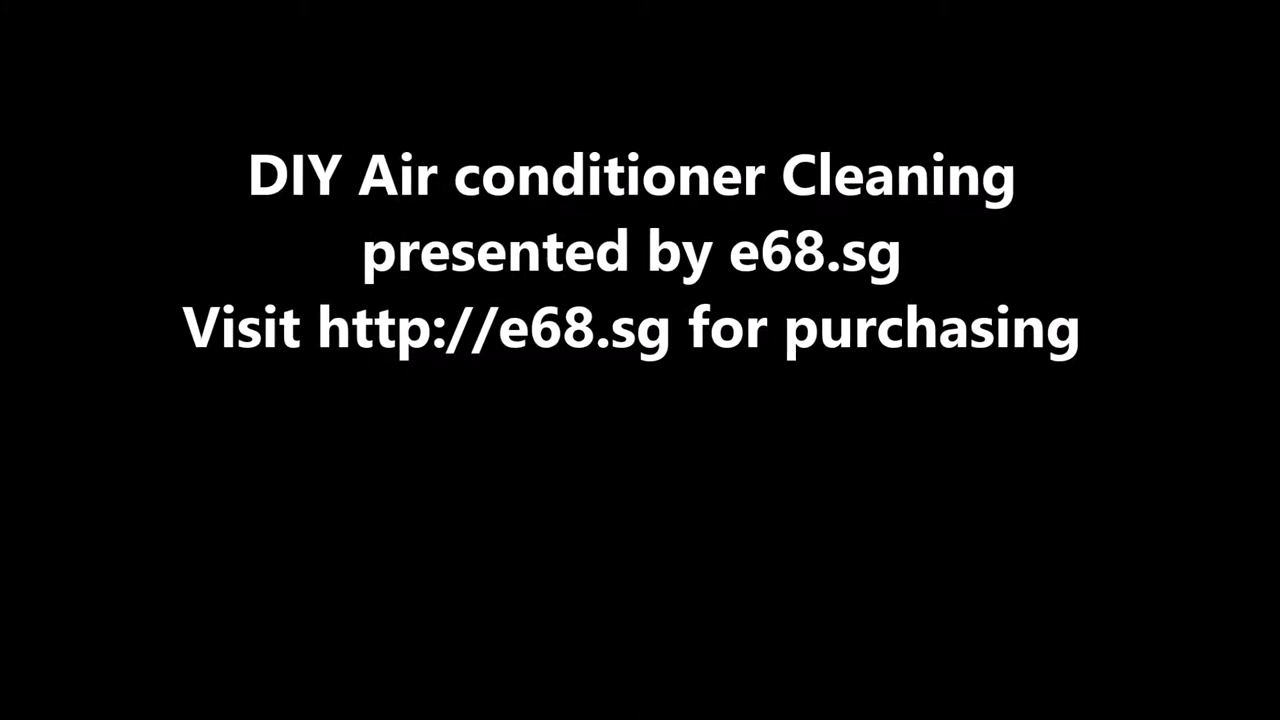 DIY Air conditioner Cleaning
presented by e68.sg
Visit http://e68.sg for purchasing